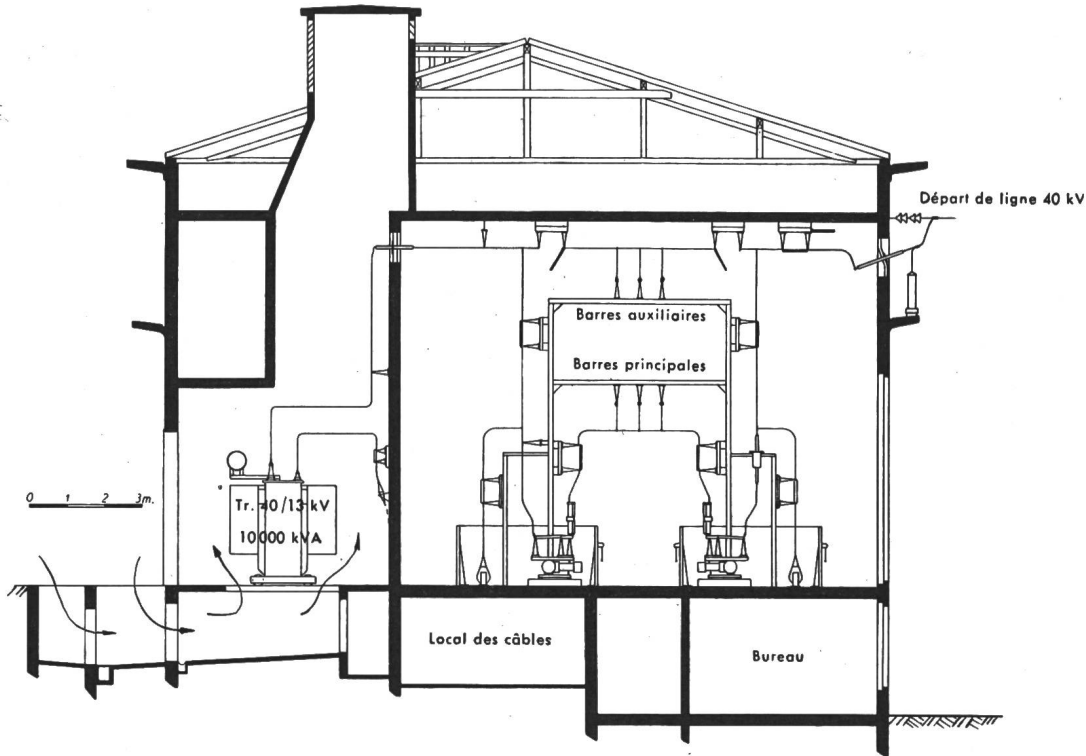 Départ de ligne 40 kV
Barres auxiliaires
Barres principales
0 1 2 3m.
Tr. 40/13 kV
10000 kVA
Local des câbles
Bureau